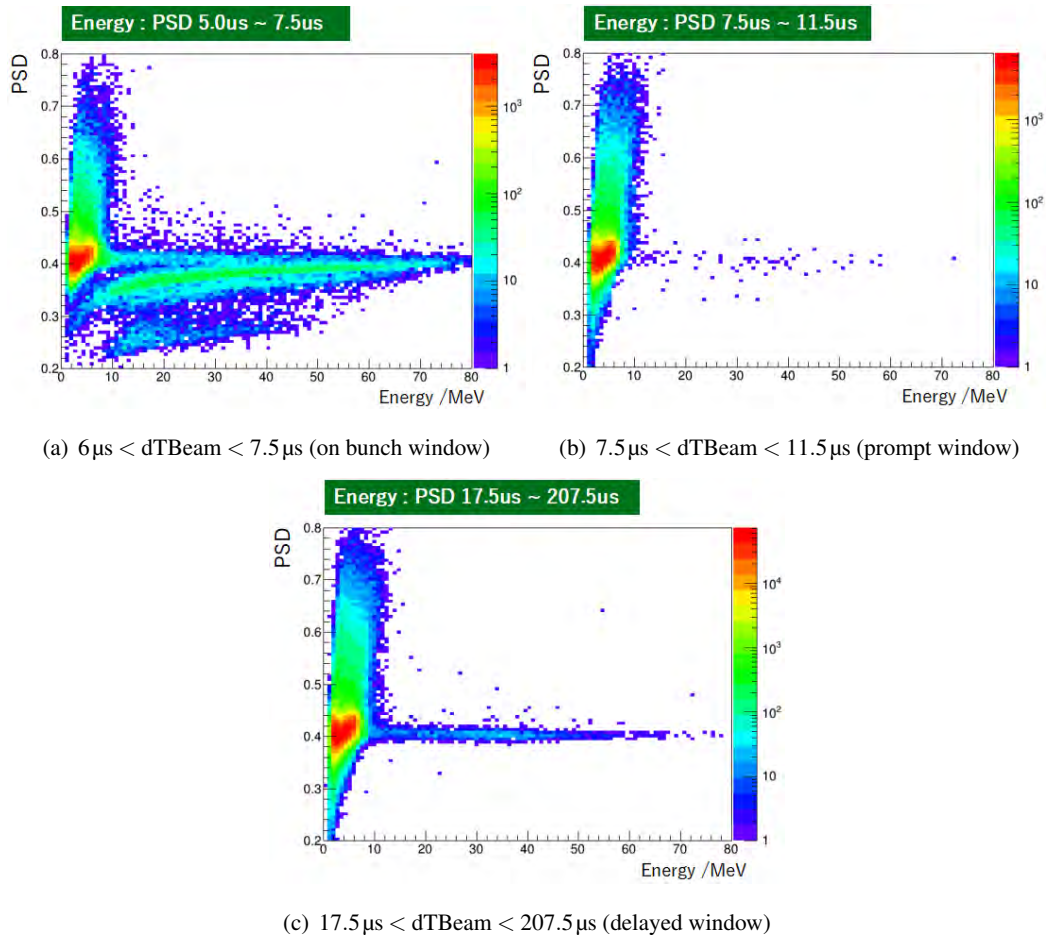 Energy : PSD 5.0us ~ 7.5us
Energy : PSD 7.5us ~ 11.5us
PSD
0.8
0.7
0.6
0.5
0.4
0.3
0.2
0 10 20 30 40 50 60 70 80
Energy /MeV
10³
10²
10
1
PSD
0.8
0.7
0.6
0.5
0.4
0.3
0.2
0 10 20 30 40 50 60 70 80
Energy /MeV
10³
10²
10
1
(a) 6 µs < dTBeam < 7.5 µs (on bunch window)
(b) 7.5 µs < dTBeam < 11.5 µs (prompt window)
Energy : PSD 17.5us ~ 207.5us
PSD
0.8
0.7
0.6
0.5
0.4
0.3
0.2
0 10 20 30 40 50 60 70 80
Energy /MeV
10⁴
10³
10²
10
1
(c) 17.5 µs < dTBeam < 207.5 µs (delayed window)